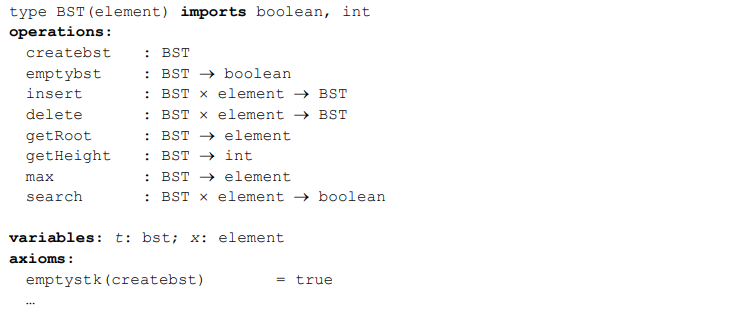 type BST(element) imports boolean, int
operations:
createbst : BST
emptybst : BST → boolean
insert : BST × element → BST
delete : BST × element → BST
getRoot : BST → element
getHeight : BST → int
max : BST → element
search : BST × element → boolean
variables: t: bst; x: element
axioms:
emptystk(createbst) = true
…